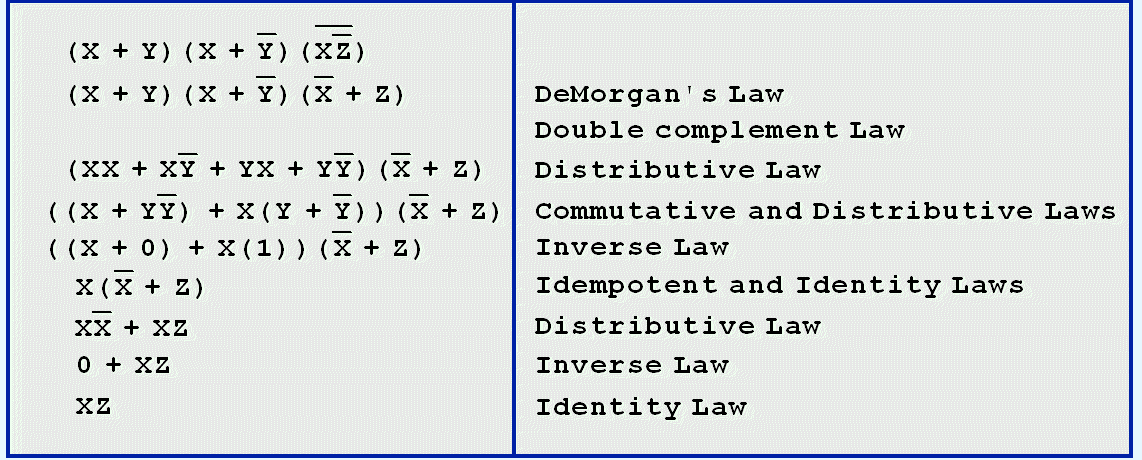 (X + Y)(X + Y̅)(X̅Z̿)
(X + Y)(X + Y̅)(X̅ + Z) DeMorgan's Law
Double complement Law
(XX + XY̅ + YX + YY̅)(X̅ + Z) Distributive Law
((X + YY̅) + X(Y + Y̅))(X̅ + Z) Commutative and Distributive Laws
((X + 0) + X(1))(X̅ + Z) Inverse Law
X(X̅ + Z) Idempotent and Identity Laws
XX̅ + XZ Distributive Law
0 + XZ Inverse Law
XZ Identity Law